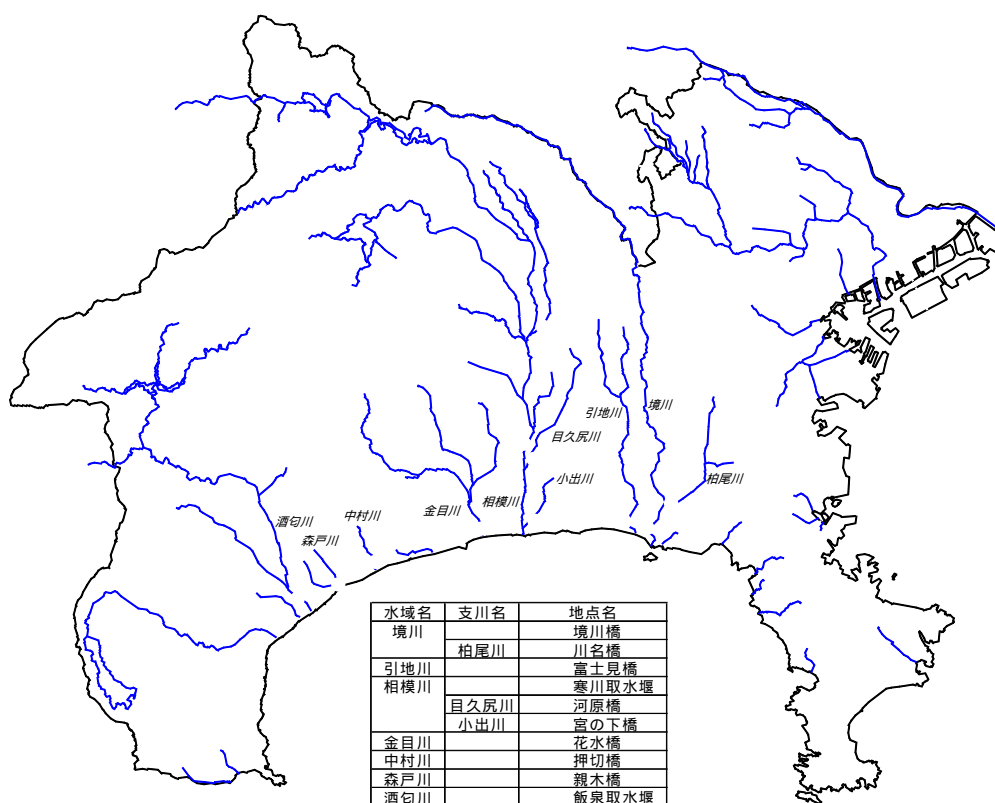 引地川
境川
目久尻川
小出川
柏尾川
相模川
金目川
中村川
酒匂川
森戸川
水域名 支川名 地点名
境川 境川橋
柏尾川 川名橋
引地川 富士見橋
相模川 寒川取水堰
目久尻川 河原橋
小出川 宮の下橋
金目川 花水橋
中村川 押切橋
森戸川 親木橋
酒匂川 飯泉取水堰